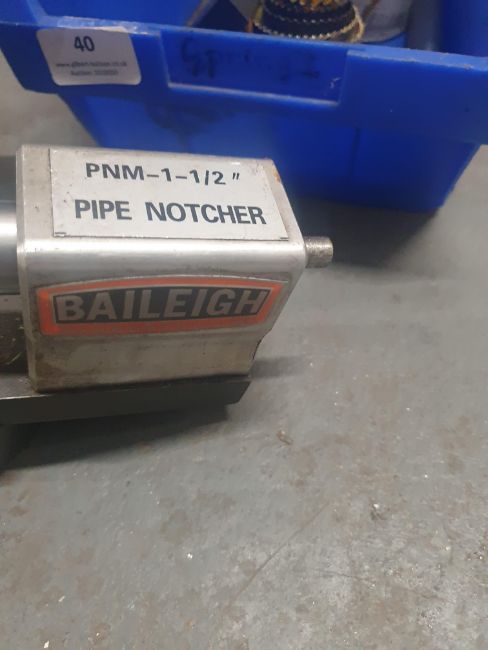 40
PNM-1-1/2"
PIPE NOTCHER
BAILEIGH